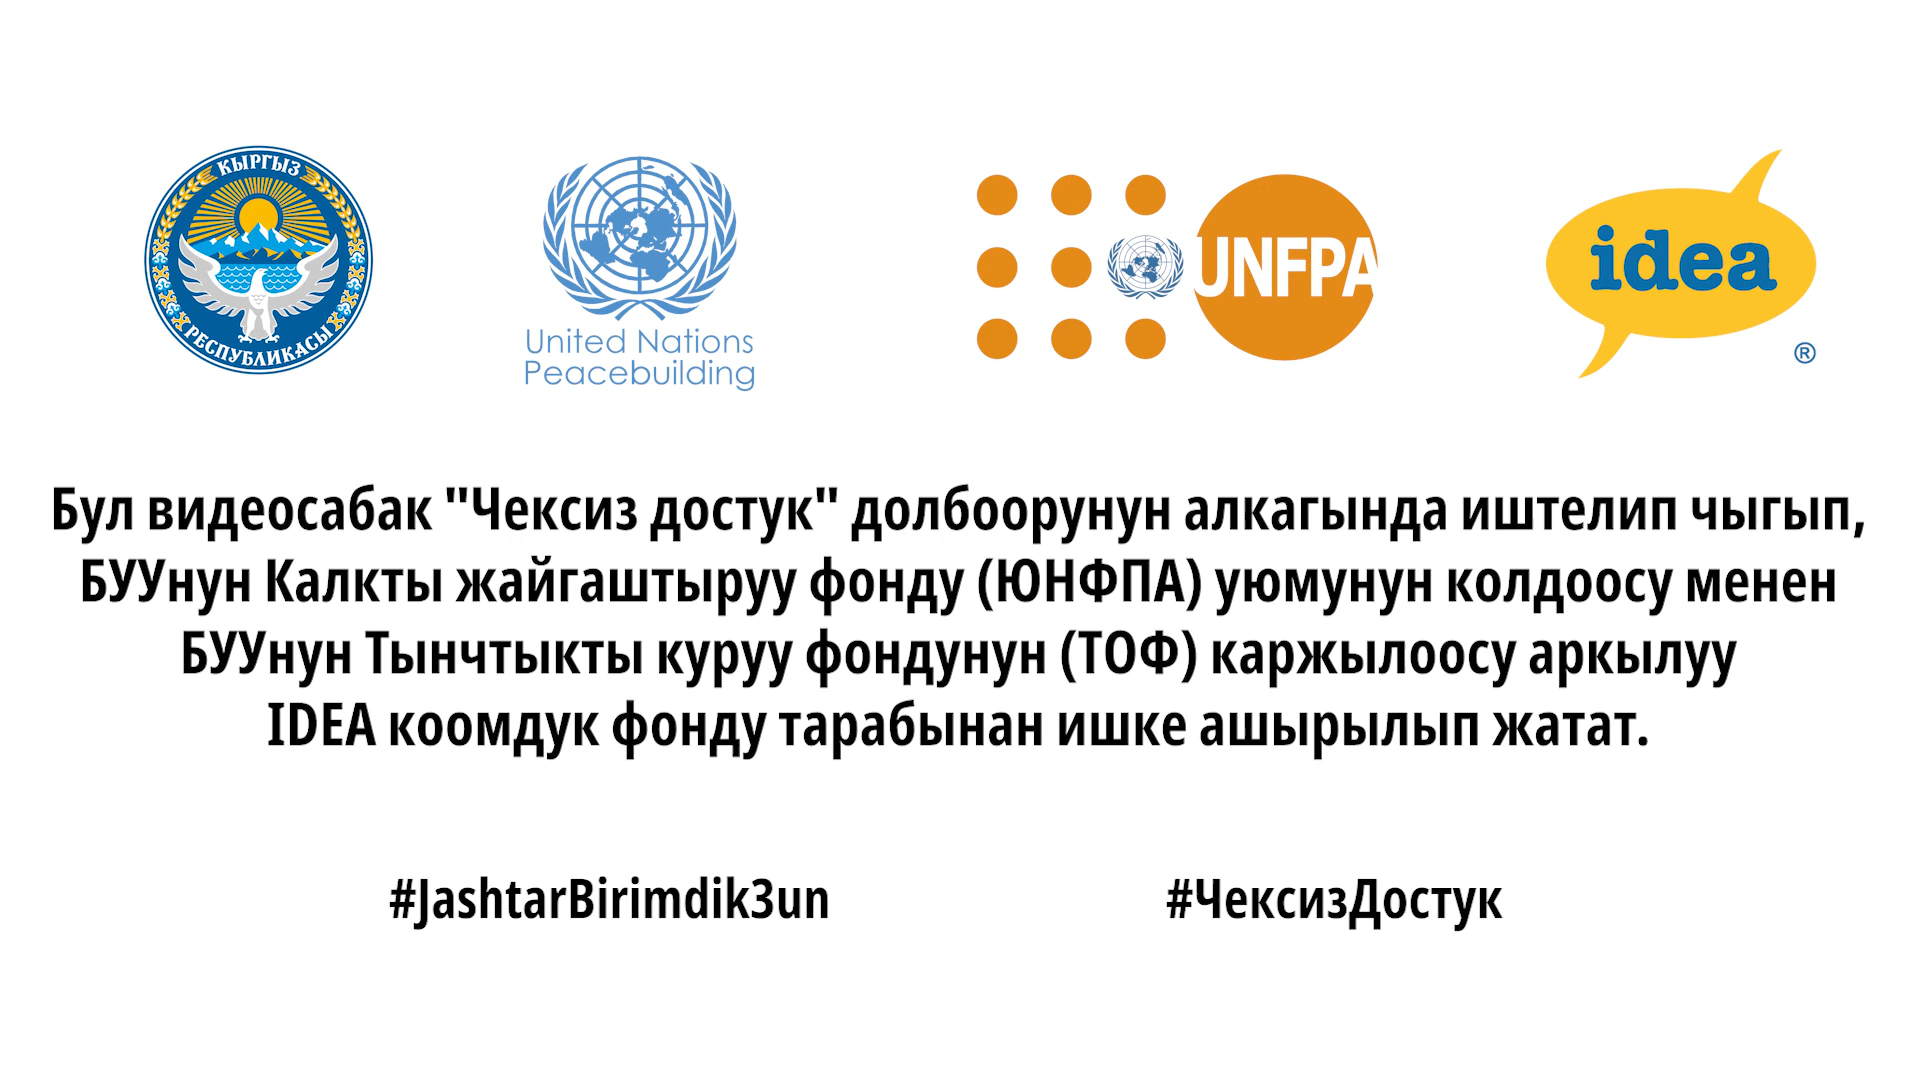 КЫРГЫЗ
РЕСПУБЛИКАСЫ
United Nations
Peacebuilding
UNFPA
idea
®
Бул видеосабак "Чексиз достук" долбоорунун алкагында иштелип чыгып,
БУУнун Калкты жайгаштыруу фонду (ЮНФПА) уюмунун колдоосу менен
БУУнун Тынчтыкты куруу фондунун (ТОФ) каржылоосу аркылуу
IDEA коомдук фонду тарабынан ишке ашырылып жатат.
#JashtarBirimdik3un #ЧексизДостук